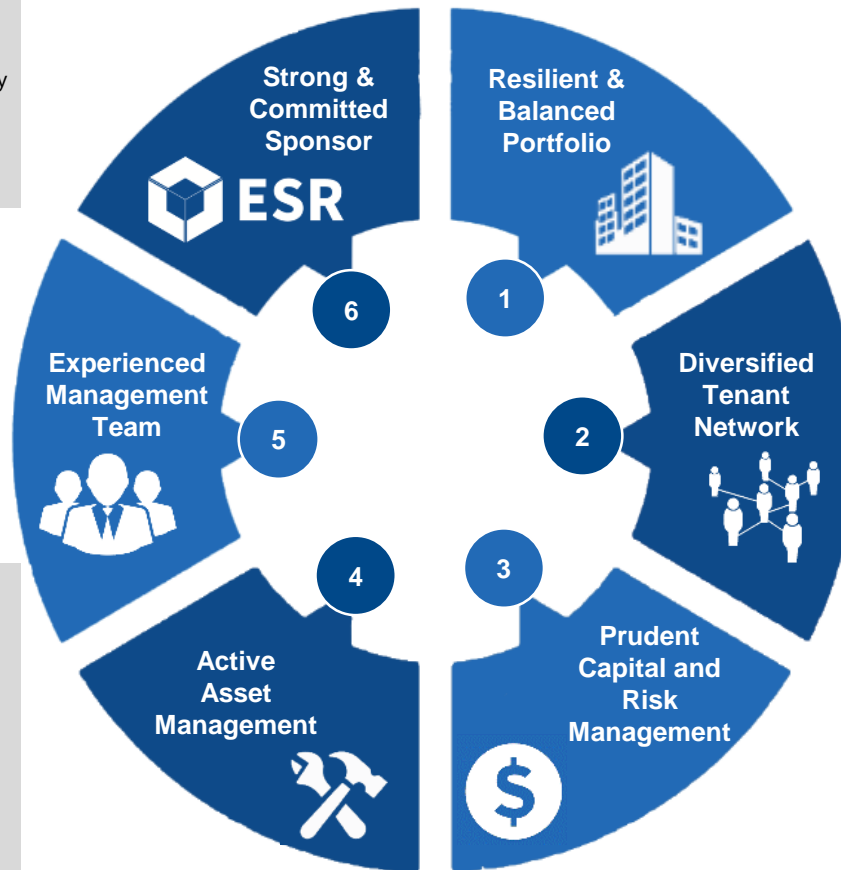 y
Strong &
Committed
Sponsor
ESR
6
Resilient &
Balanced
Portfolio
1
Diversified
Tenant
Network
2
Prudent
Capital and
Risk
Management
3
$
Active
Asset
Management
4
Experienced
Management
Team
5